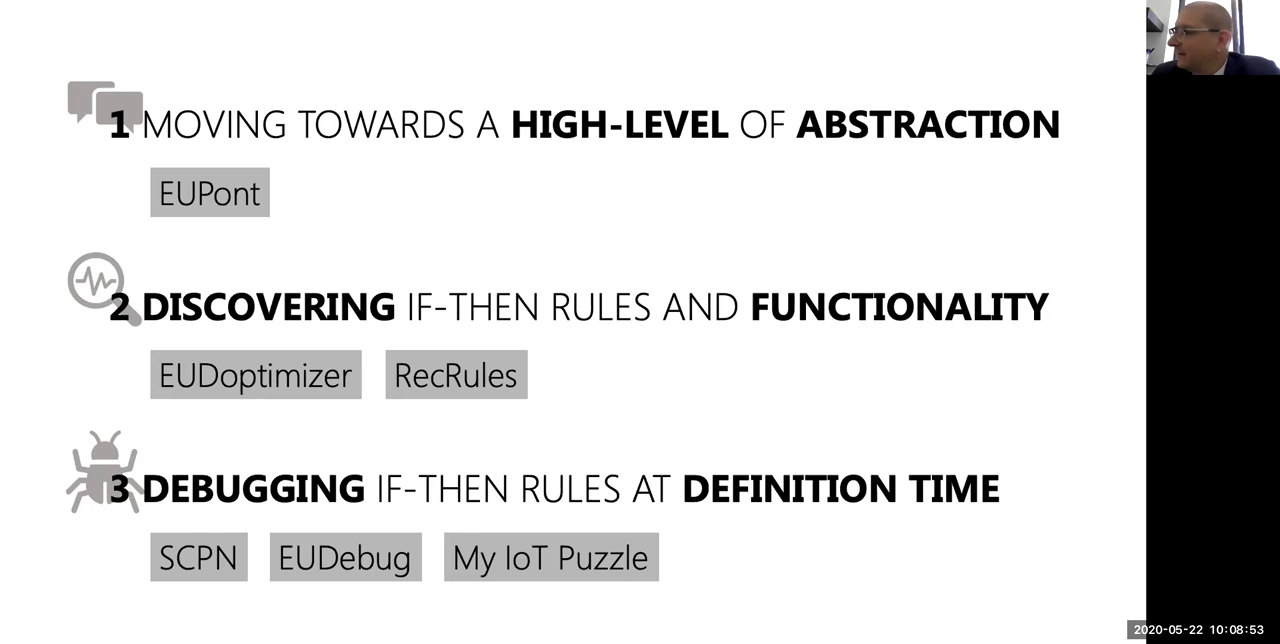 1 MOVING TOWARDS A HIGH-LEVEL OF ABSTRACTION
EUPont
2 DISCOVERING IF-THEN RULES AND FUNCTIONALITY
EUDoptimizer RecRules
3 DEBUGGING IF-THEN RULES AT DEFINITION TIME
SCPN EUDebug My IoT Puzzle
2020-05-22 10:08:53